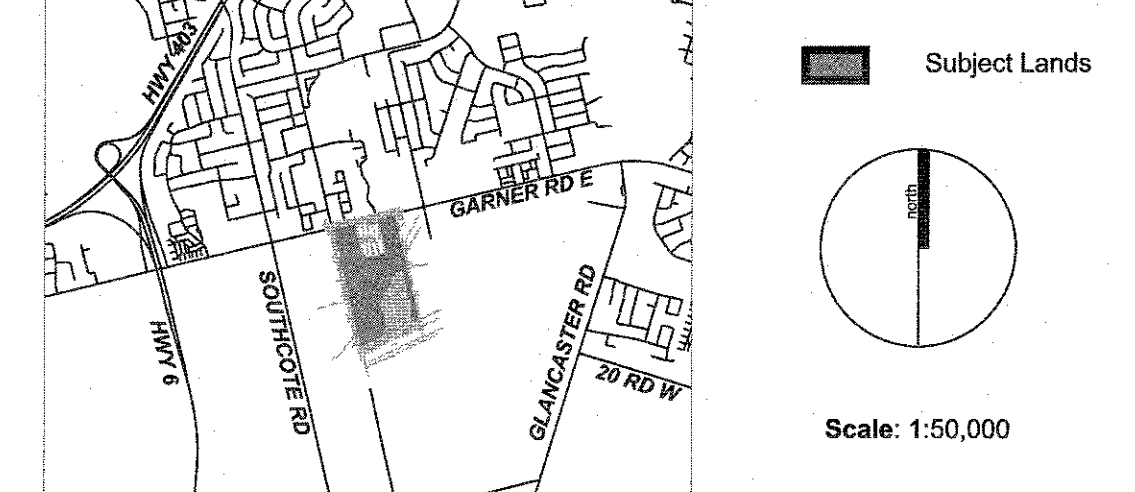 HWY 403
Subject Lands
north
GARNER RD E
SOUTHCOTE RD
HWY 6
GLANCASTER RD
20 RD W
Scale: 1:50,000